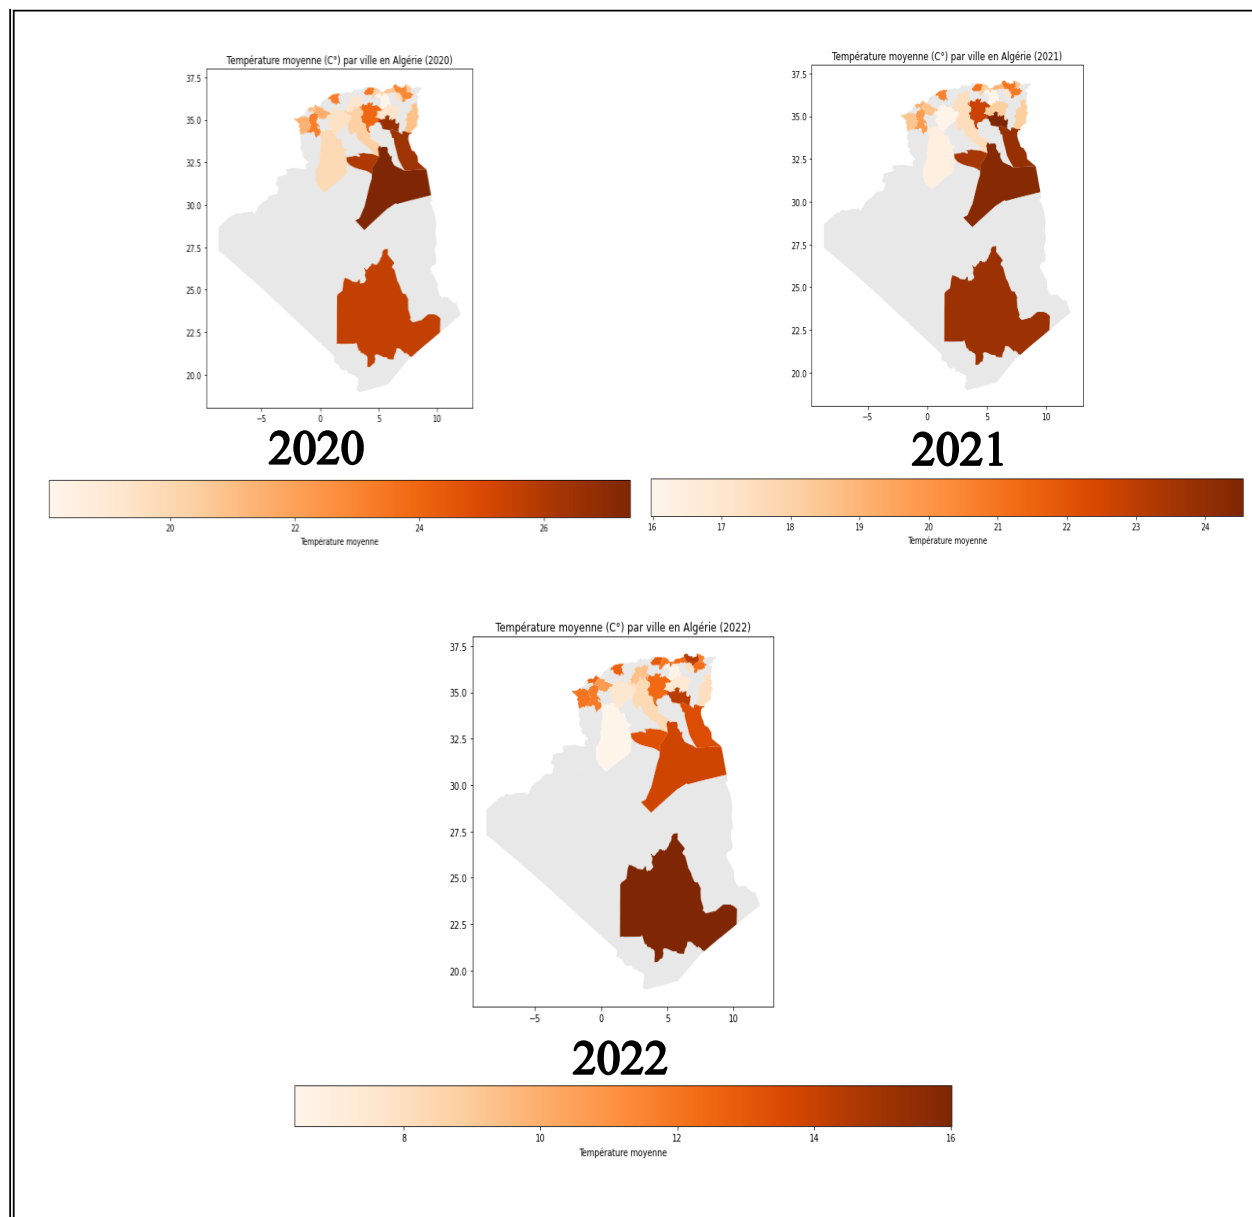 Température moyenne (C°) par ville en Algérie (2020)
37.5
35.0
32.5
30.0
27.5
25.0
22.5
20.0
−5 0 5 10
2020
20 22 24 26
Température moyenne
Température moyenne (C°) par ville en Algérie (2021)
37.5
35.0
32.5
30.0
27.5
25.0
22.5
20.0
−5 0 5 10
2021
16 17 18 19 20 21 22 23 24
Température moyenne
Température moyenne (C°) par ville en Algérie (2022)
37.5
35.0
32.5
30.0
27.5
25.0
22.5
20.0
−5 0 5 10
2022
8 10 12 14 16
Température moyenne